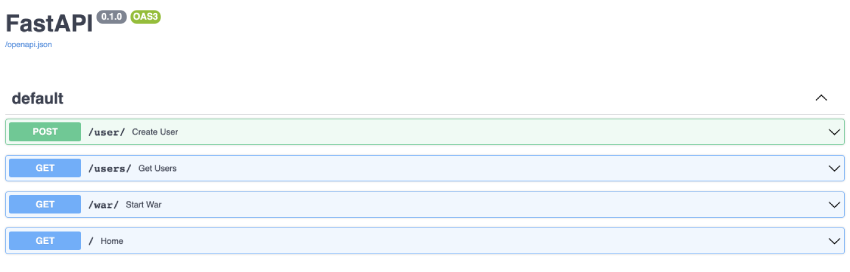 FastAPI 0.1.0 OAS3
/openapi.json
default
POST /user/ Create User
GET /users/ Get Users
GET /war/ Start War
GET / Home